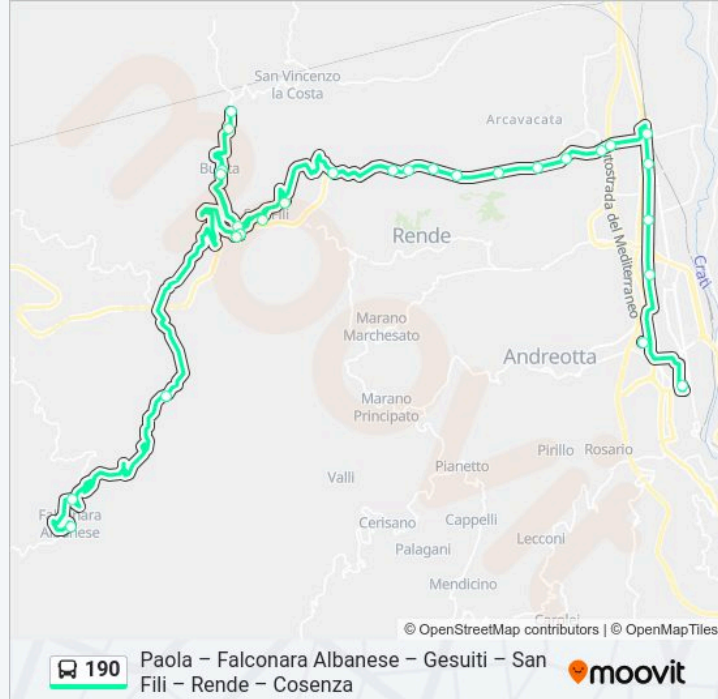 San Vincenzo
la Costa
Arcavacata
Rende
Autostrada del Mediterraneo
Crati
Marano
Marchesato
Andreotta
Marano
Principato
Pirillo
Rosario
Pianetto
Valli
Falconara
Albanese
Cerisano
Cappelli
Lecconi
Palagani
Mendicino
© OpenStreetMap contributors | © OpenMapTiles
190
Paola – Falconara Albanese – Gesuiti – San
Fili – Rende – Cosenza
moovit